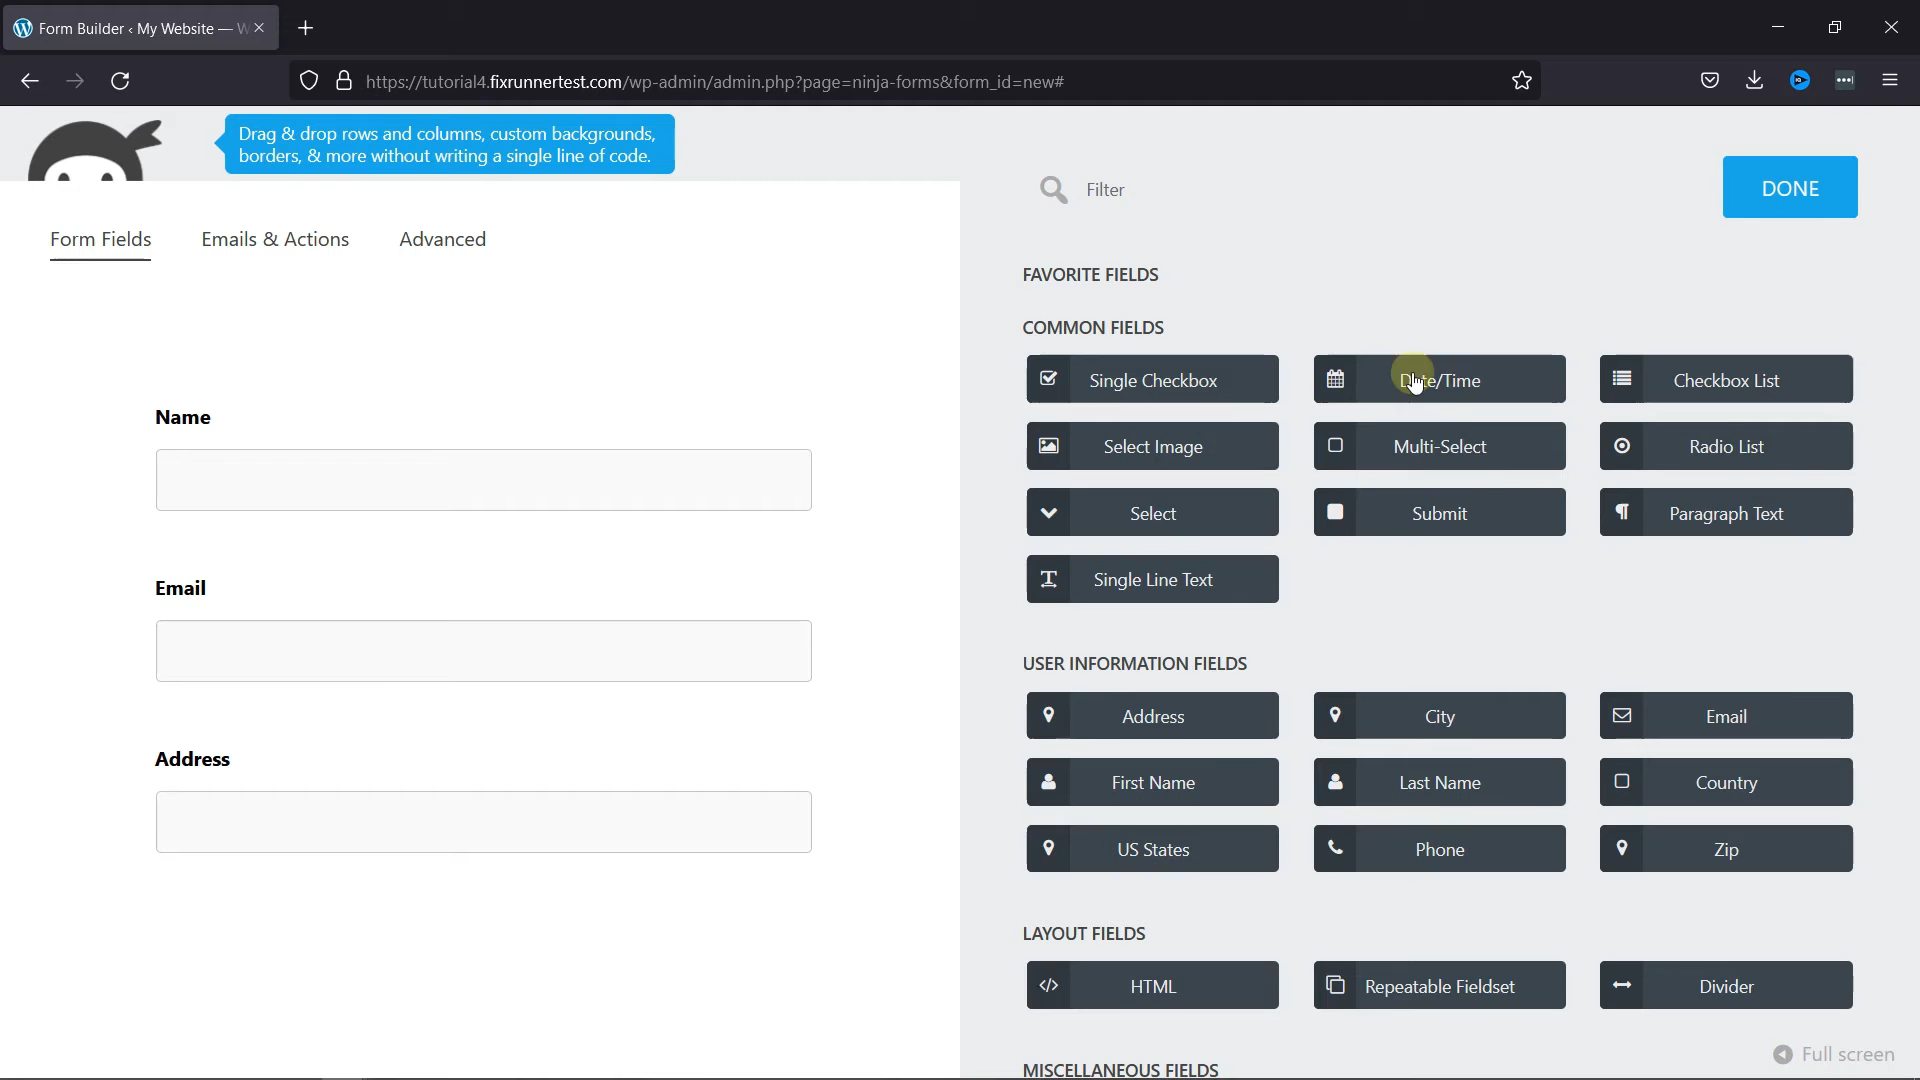 Form Builder ‹ My Website — W
https://tutorial4.fixrunnertest.com/wp-admin/admin.php?page=ninja-forms&form_id=new#
Drag & drop rows and columns, custom backgrounds,
borders, & more without writing a single line of code.
Filter
DONE
Form Fields
Emails & Actions
Advanced
Name
Email
Address
FAVORITE FIELDS
COMMON FIELDS
Single Checkbox
Date/Time
Checkbox List
Select Image
Multi-Select
Radio List
Select
Submit
Paragraph Text
Single Line Text
USER INFORMATION FIELDS
Address
City
Email
First Name
Last Name
Country
US States
Phone
Zip
LAYOUT FIELDS
HTML
Repeatable Fieldset
Divider
Full screen
MISCELLANEOUS FIELDS